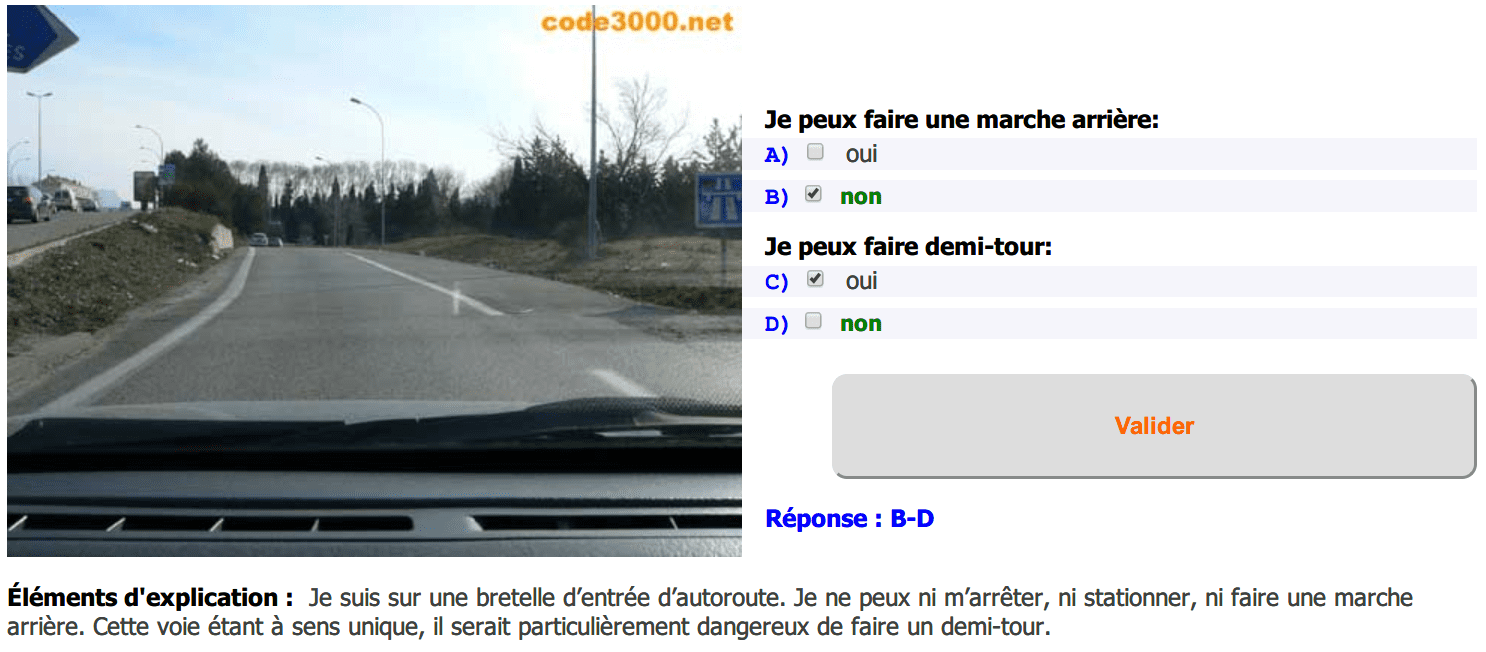 code3000.net
ES
Je peux faire une marche arrière:
A) oui
B) non
Je peux faire demi-tour:
C) oui
D) non
Valider
Réponse : B-D
Éléments d'explication : Je suis sur une bretelle d’entrée d’autoroute. Je ne peux ni m’arrêter, ni stationner, ni faire une marche
arrière. Cette voie étant à sens unique, il serait particulièrement dangereux de faire un demi-tour.